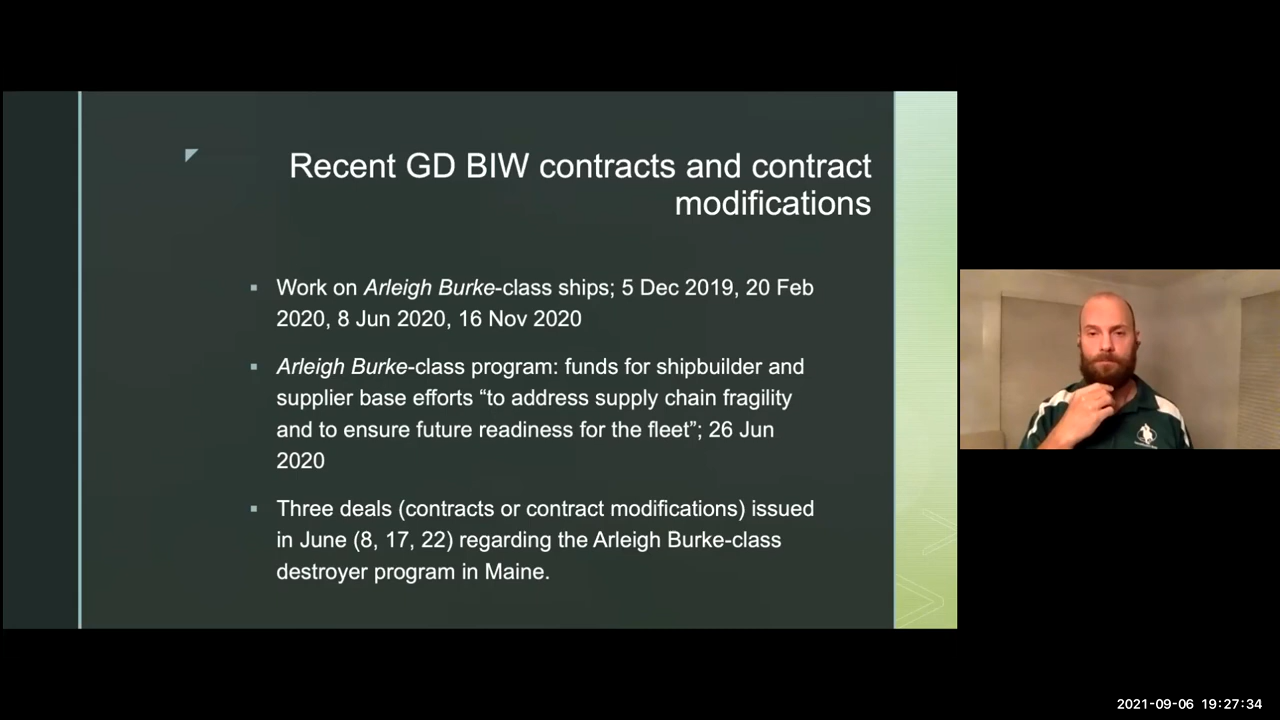 Recent GD BIW contracts and contract
modifications
▪ Work on Arleigh Burke-class ships; 5 Dec 2019, 20 Feb
2020, 8 Jun 2020, 16 Nov 2020
▪ Arleigh Burke-class program: funds for shipbuilder and
supplier base efforts “to address supply chain fragility
and to ensure future readiness for the fleet”; 26 Jun
2020
▪ Three deals (contracts or contract modifications) issued
in June (8, 17, 22) regarding the Arleigh Burke-class
destroyer program in Maine.
2021-09-06 19:27:34